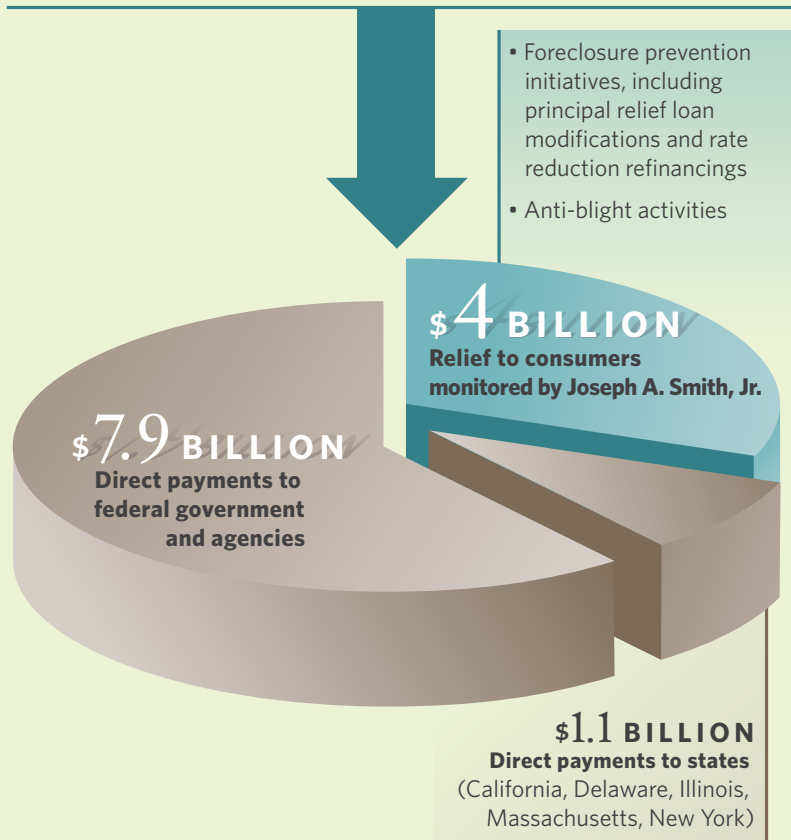 • Foreclosure prevention
initiatives, including
principal relief loan
modifications and rate
reduction refinancings
• Anti-blight activities
$4 BILLION
Relief to consumers
monitored by Joseph A. Smith, Jr.
$7.9 BILLION
Direct payments to
federal government
and agencies
$1.1 BILLION
Direct payments to states
(California, Delaware, Illinois,
Massachusetts, New York)